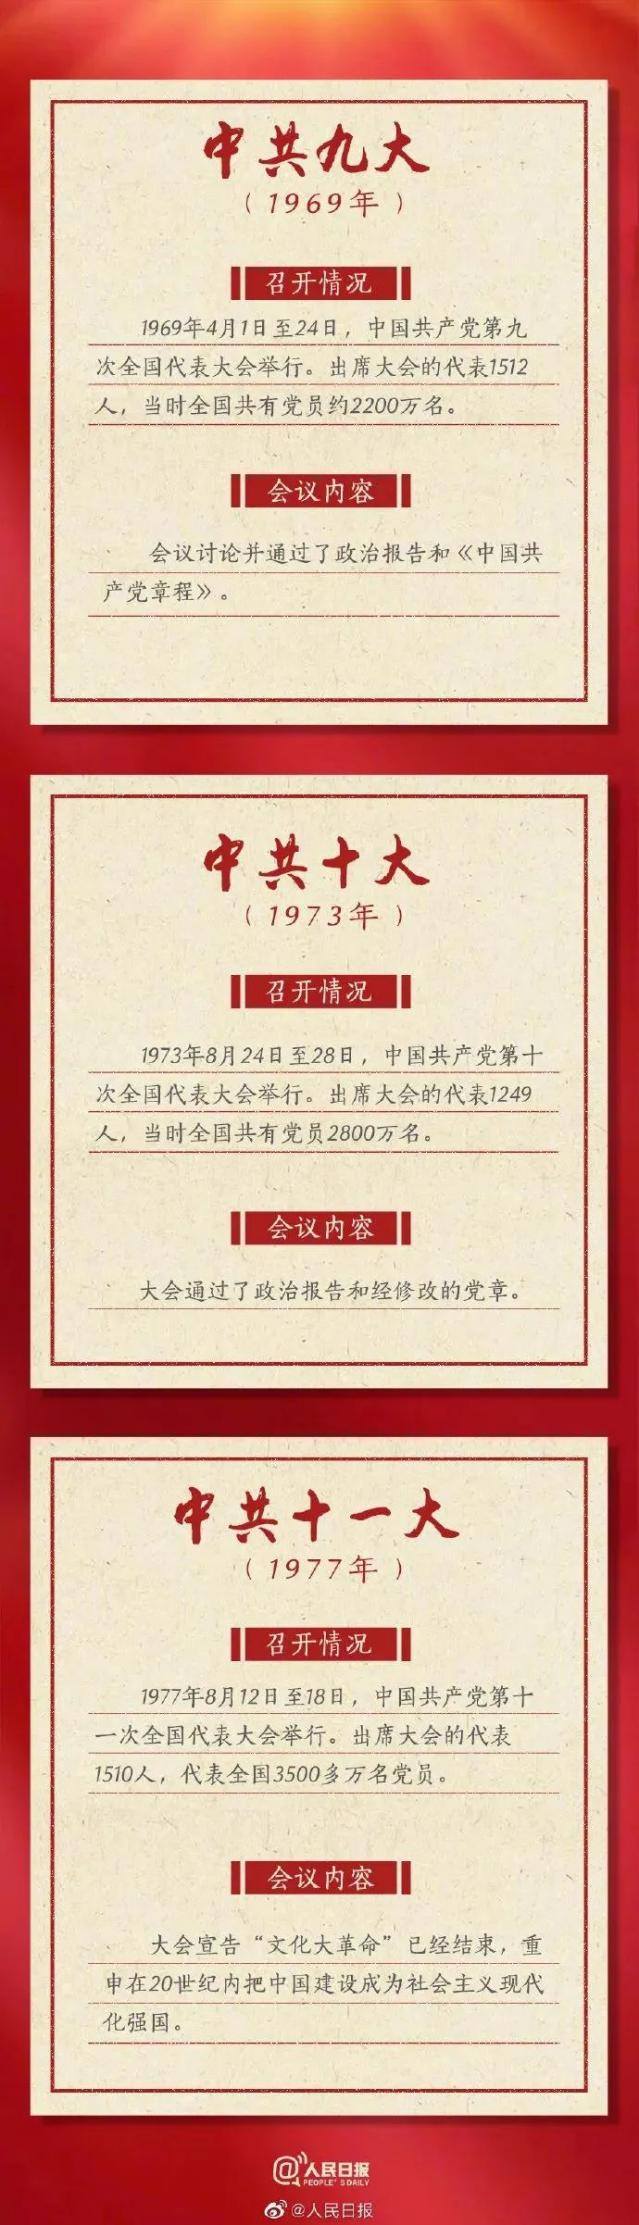 中共九大
（1969年）
召开情况
1969年4月1日至24日，中国共产党第九
次全国代表大会举行。出席大会的代表1512
人，当时全国共有党员约2200万名。
会议内容
会议讨论并通过了政治报告和《中国共
产党章程》。
中共十大
（1973年）
召开情况
1973年8月24日至28日，中国共产党第十
次全国代表大会举行。出席大会的代表1249
人，当时全国共有党员2800万名。
会议内容
大会通过了政治报告和经修改的党章。
中共十一大
（1977年）
召开情况
1977年8月12日至18日，中国共产党第十
一次全国代表大会举行。出席大会的代表
1510人，代表全国3500多万名党员。
会议内容
大会宣告“文化大革命”已经结束，重
申在20世纪内把中国建设成为社会主义现代
化强国。
@人民日报
PEOPLE'S DAILY
@人民日报